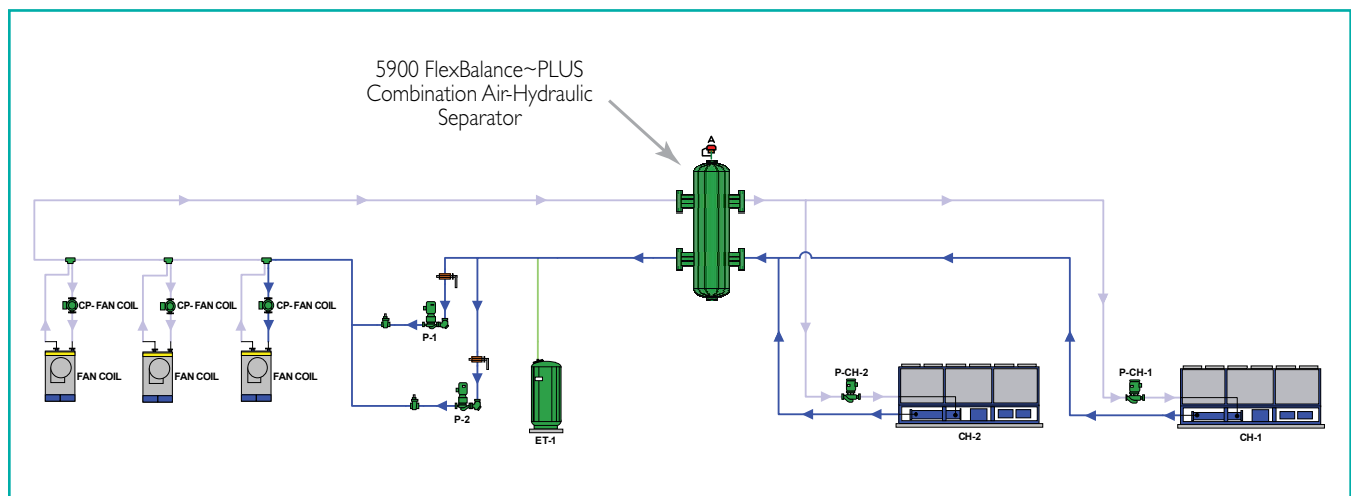 5900 FlexBalance~PLUS
Combination Air-Hydraulic
Separator
A
CP- FAN COIL
CP- FAN COIL
CP- FAN COIL
P-1
FAN COIL
FAN COIL
FAN COIL
P-2
ET-1
P-CH-2
P-CH-1
CH-2
CH-1